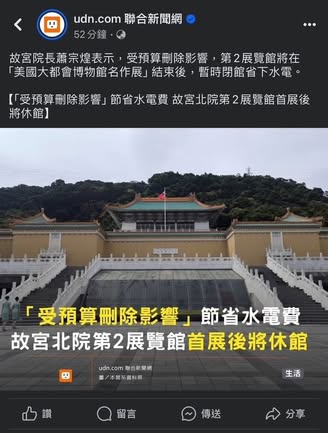 udn.com 聯合新聞網
52分鐘·
故宮院長蕭宗煌表示，受預算刪除影響，第2展覽館將在
「美國大都會博物館名作展」結束後，暫時閉館省下水電。
【「受預算刪除影響」節省水電費 故宮北院第2展覽館首展後
將休館】
「受預算刪除影響」節省水電費
故宮北院第2展覽館首展後將休館
udn.com 聯合新聞網
圖／本報系資料照
生活
讚
留言
傳送
分享